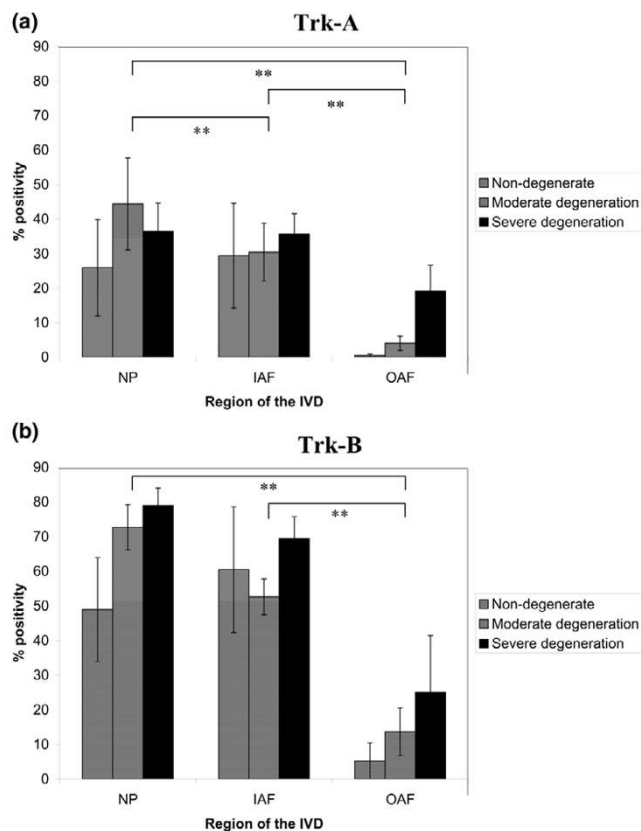 (a)
Trk-A
90
80
70
60
50
40
30
20
10
0
% positivity
**
**
**
NP IAF OAF
Region of the IVD
Non-degenerate
Moderate degeneration
Severe degeneration
(b)
Trk-B
90
80
70
60
50
40
30
20
10
0
% positivity
**
**
NP IAF OAF
Region of the IVD
Non-degenerate
Moderate degeneration
Severe degeneration